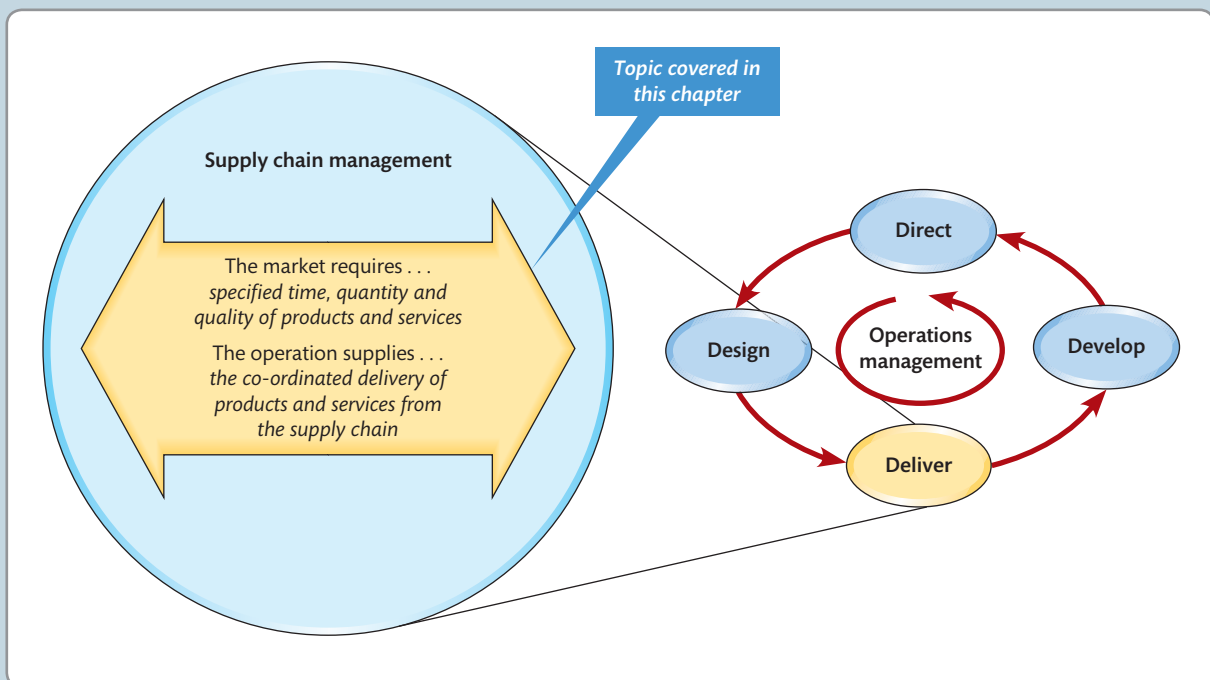 Topic covered in
this chapter
Supply chain management
The market requires . . .
specified time, quantity and
quality of products and services
The operation supplies . . .
the co-ordinated delivery of
products and services from
the supply chain
Direct
Design
Operations
management
Develop
Deliver